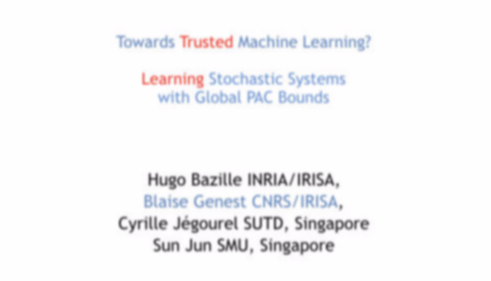 Towards Trusted Machine Learning?
Learning Stochastic Systems
with Global PAC Bounds
Hugo Bazille INRIA/IRISA,
Blaise Genest CNRS/IRISA,
Cyrille Jégourel SUTD, Singapore
Sun Jun SMU, Singapore